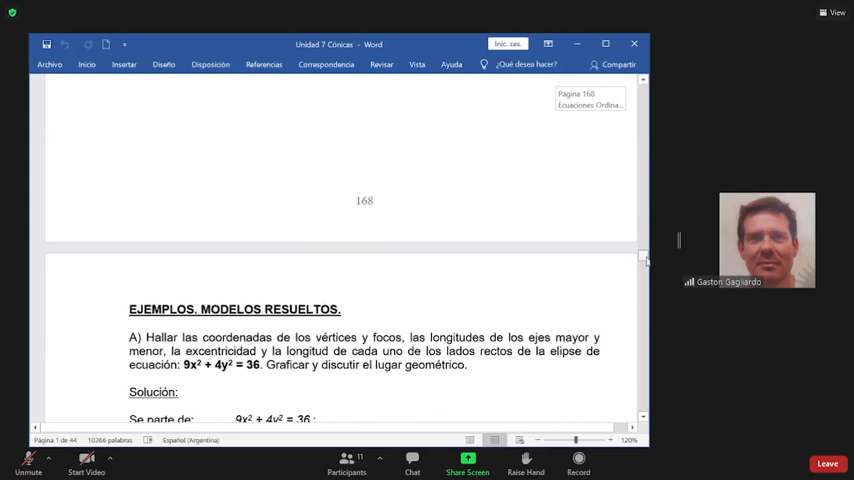 View
Unidad 7 Cónicas - Word
Inic. ses.
Archivo Inicio Insertar Diseño Disposición Referencias Correspondencia Revisar Vista Ayuda ¿Qué desea hacer? Compartir
Página 168
Ecuaciones Ordina...
168
EJEMPLOS. MODELOS RESUELTOS.
A) Hallar las coordenadas de los vértices y focos, las longitudes de los ejes mayor y
menor, la excentricidad y la longitud de cada uno de los lados rectos de la elipse de
ecuación: 9x² + 4y² = 36. Graficar y discutir el lugar geométrico.
Solución:
Se parte de: 9x² + 4y² = 36 ;
Gaston Gagliardo
Página 1 de 44 10366 palabras Español (Argentina) 120%
Unmute Start Video 11 Participants Chat Share Screen Raise Hand Record Leave